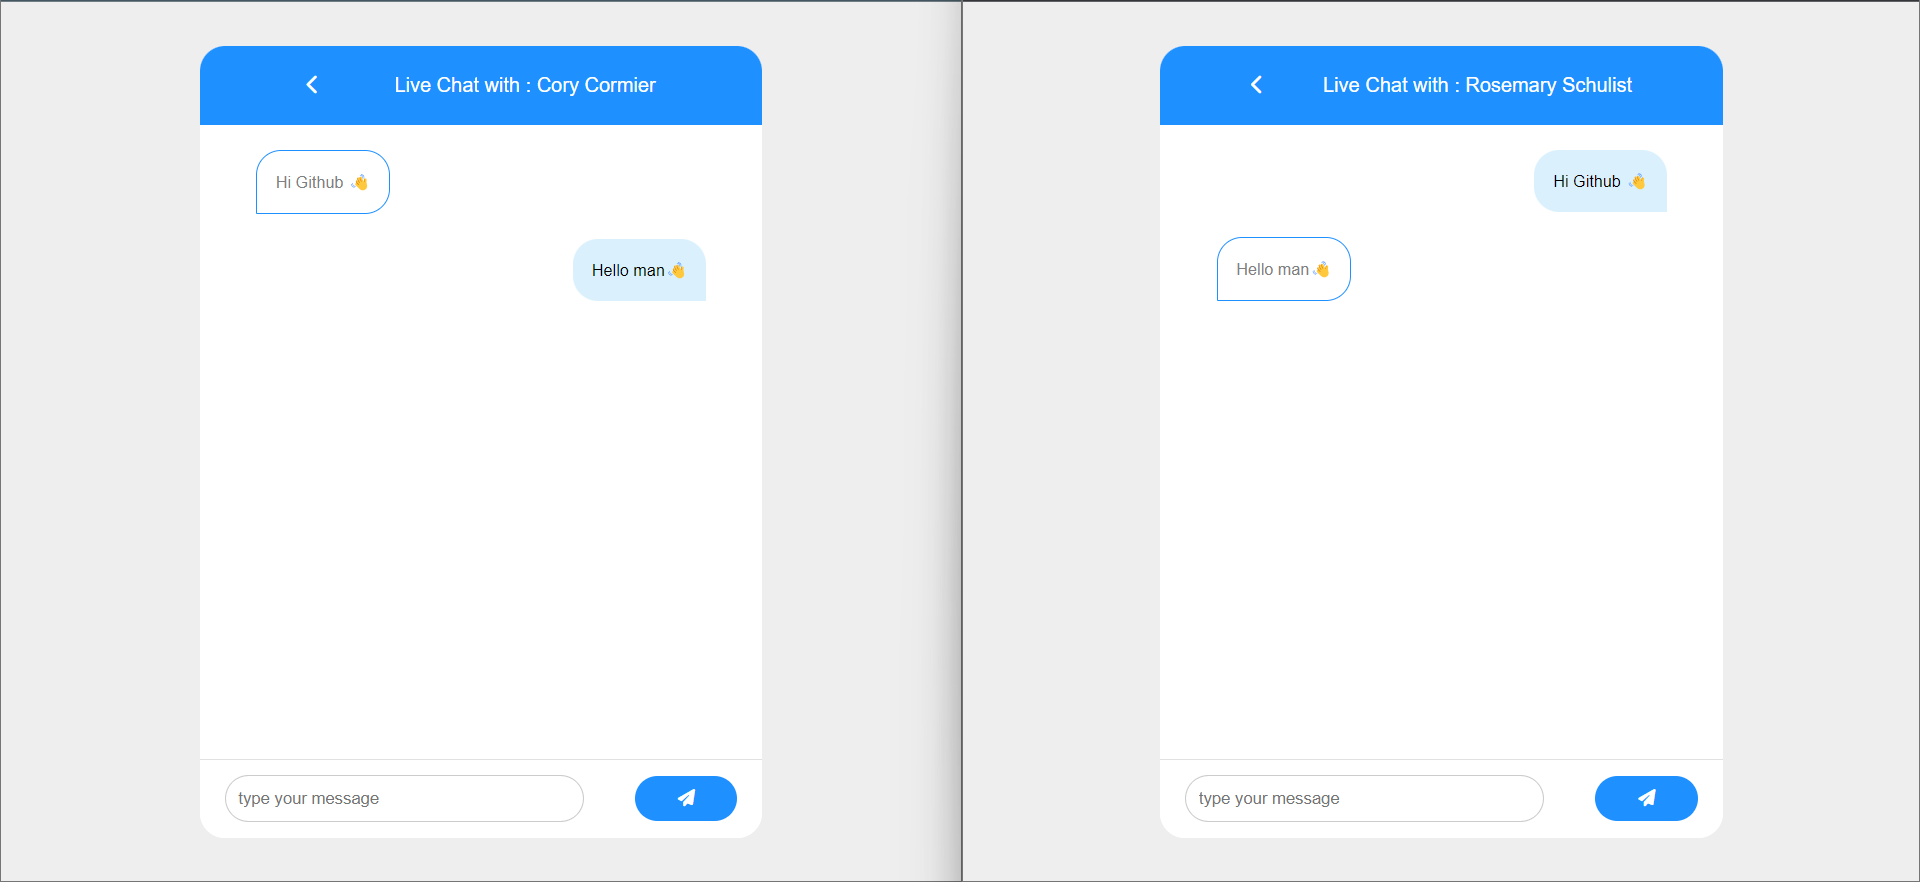 Live Chat with : Cory Cormier
Hi Github 👋
Hello man👋
type your message
Live Chat with : Rosemary Schulist
Hi Github 👋
Hello man👋
type your message